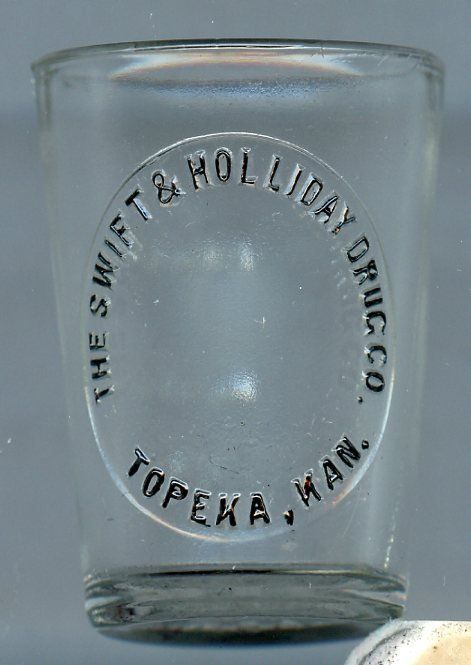 THE SWIFT & HOLLIDAY DRUG CO.
TOPEKA, KAN.